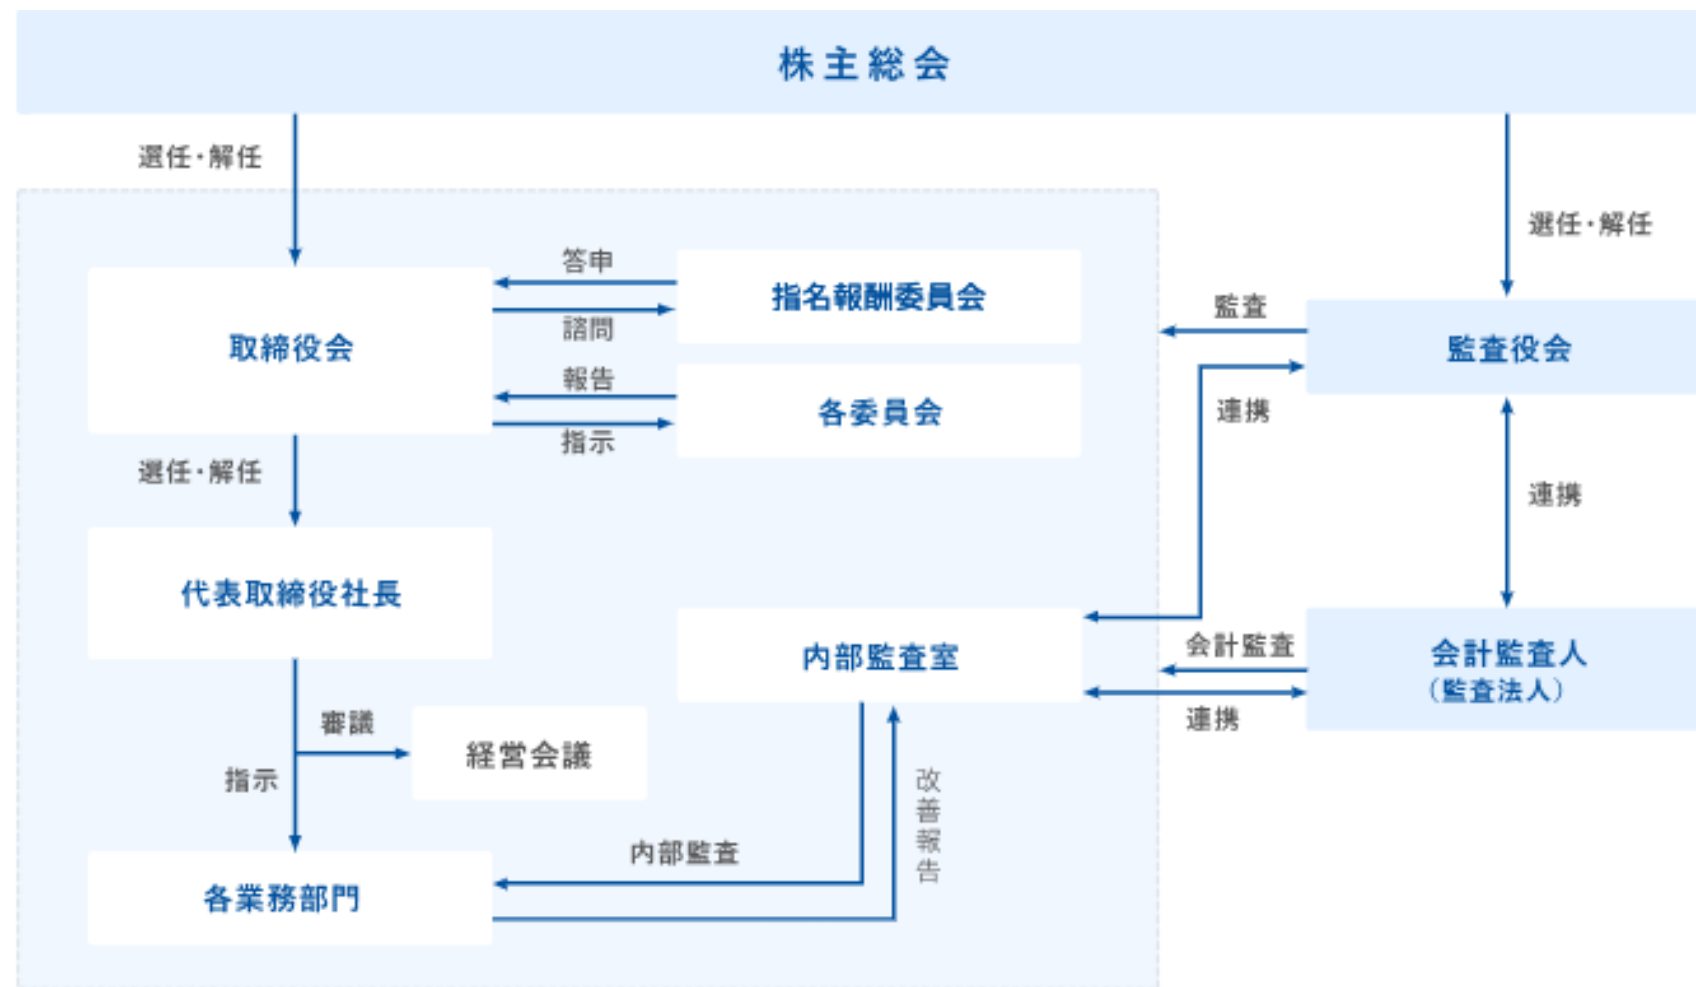 株主総会
選任・解任
選任・解任
答申
指名報酬委員会
諮問
取締役会
監査
監査役会
報告
各委員会
指示
連携
選任・解任
連携
代表取締役社長
内部監査室
会計監査
会計監査人
（監査法人）
連携
審議
経営会議
指示
改善報告
内部監査
各業務部門